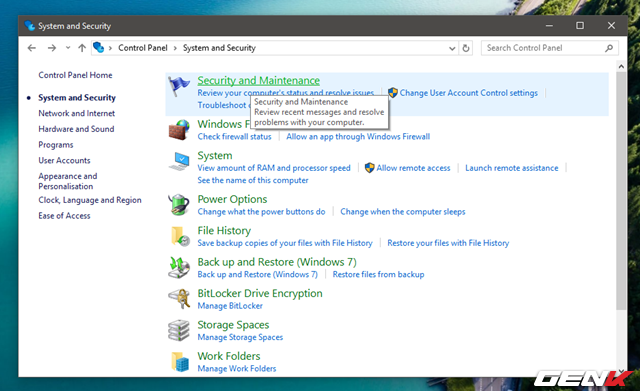 System and Security
Control Panel > System and Security
Search Control Panel
Control Panel Home
System and Security
Network and Internet
Hardware and Sound
Programs
User Accounts
Appearance and
Personalisation
Clock, Language and Region
Ease of Access
Security and Maintenance
Review your computer's status and resolve issues
Change User Account Control settings
Troubleshoot
Security and Maintenance
Review recent messages and resolve
problems with your computer.
Windows F
Check firewall status
Allow an app through Windows Firewall
System
View amount of RAM and processor speed
Allow remote access
Launch remote assistance
See the name of this computer
Power Options
Change what the power buttons do
Change when the computer sleeps
File History
Save backup copies of your files with File History
Restore your files with File History
Back up and Restore (Windows 7)
Back up and Restore (Windows 7)
Restore files from backup
BitLocker Drive Encryption
Manage BitLocker
Storage Spaces
Manage Storage Spaces
Work Folders
Manage Work Folders
GENK